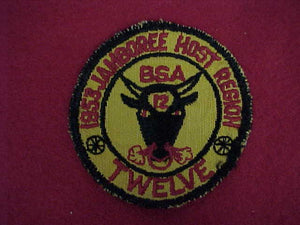 1953 JAMBOREE HOST REGION
BSA
12
TWELVE